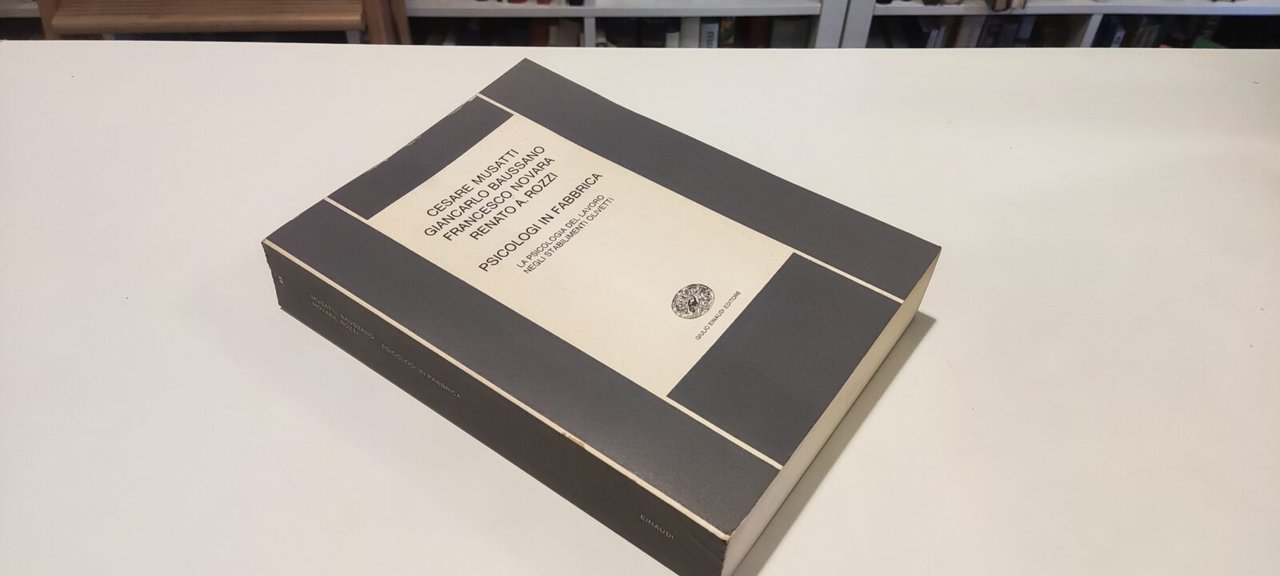 CESARE MUSATTI
GIANCARLO BAUSSANO
FRANCESCO NOVARA
RENATO A. ROZZI
PSICOLOGI IN FABBRICA
LA PSICOLOGIA DEL LAVORO
NEGLI STABILIMENTI OLIVETTI
GIULIO EINAUDI EDITORE
MUSATTI BAUSSANO
NOVARA ROZZI
PSICOLOGI IN FABBRICA
EINAUDI